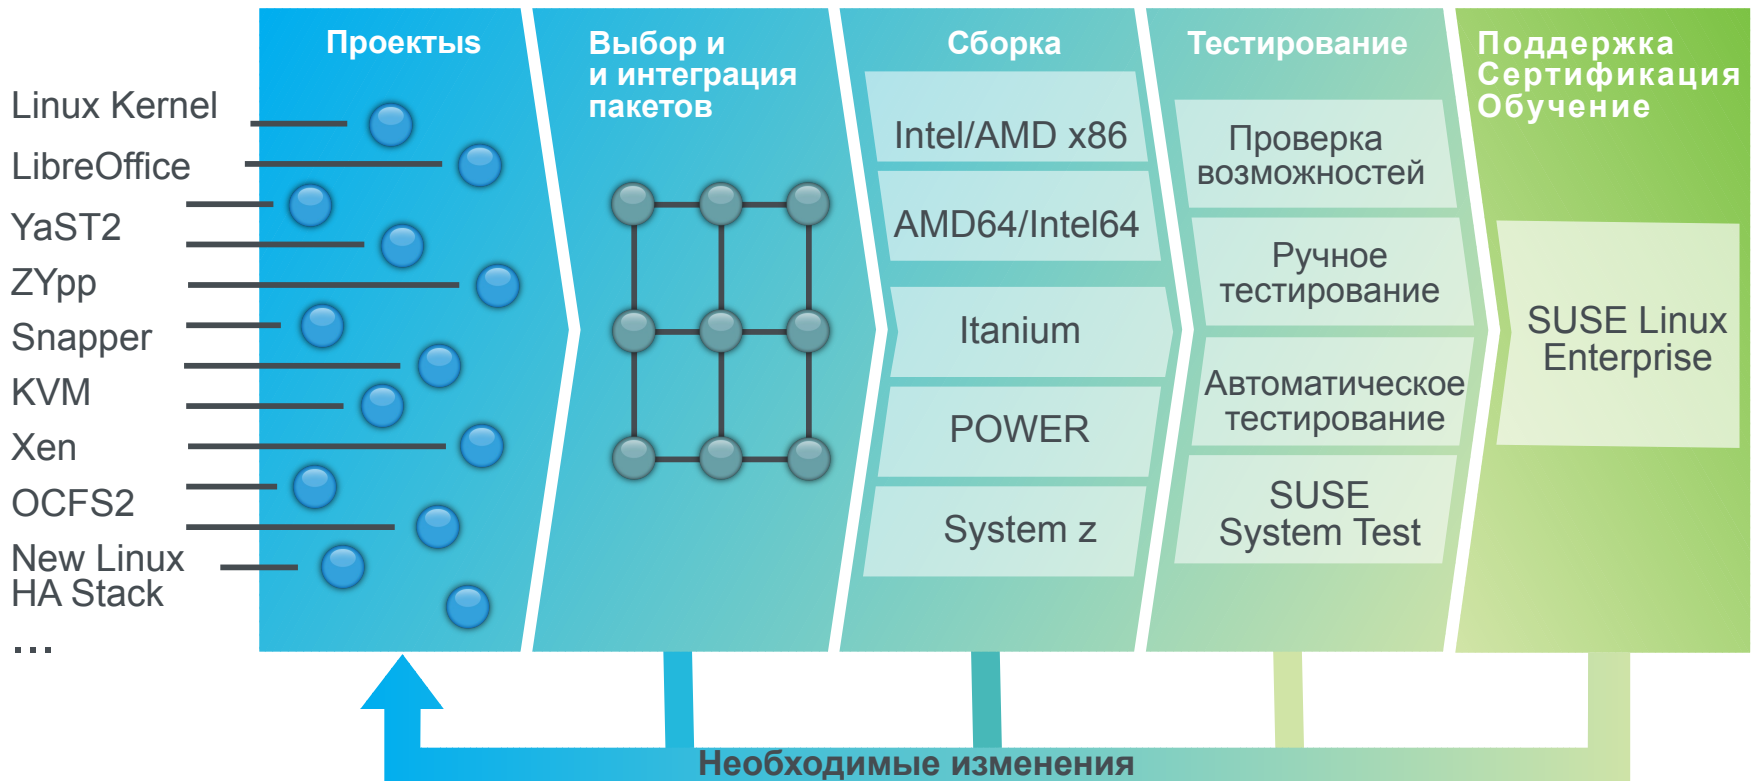 Проектыs
Выбор и
и интеграция
пакетов
Сборка
Тестирование
Поддержка
Сертификация
Обучение
Linux Kernel
LibreOffice
YaST2
ZYpp
Snapper
KVM
Xen
OCFS2
New Linux
HA Stack
...
Intel/AMD x86
AMD64/Intel64
Itanium
POWER
System z
Проверка
возможностей
Ручное
тестирование
Автоматическое
тестирование
SUSE
System Test
SUSE Linux
Enterprise
Необходимые изменения